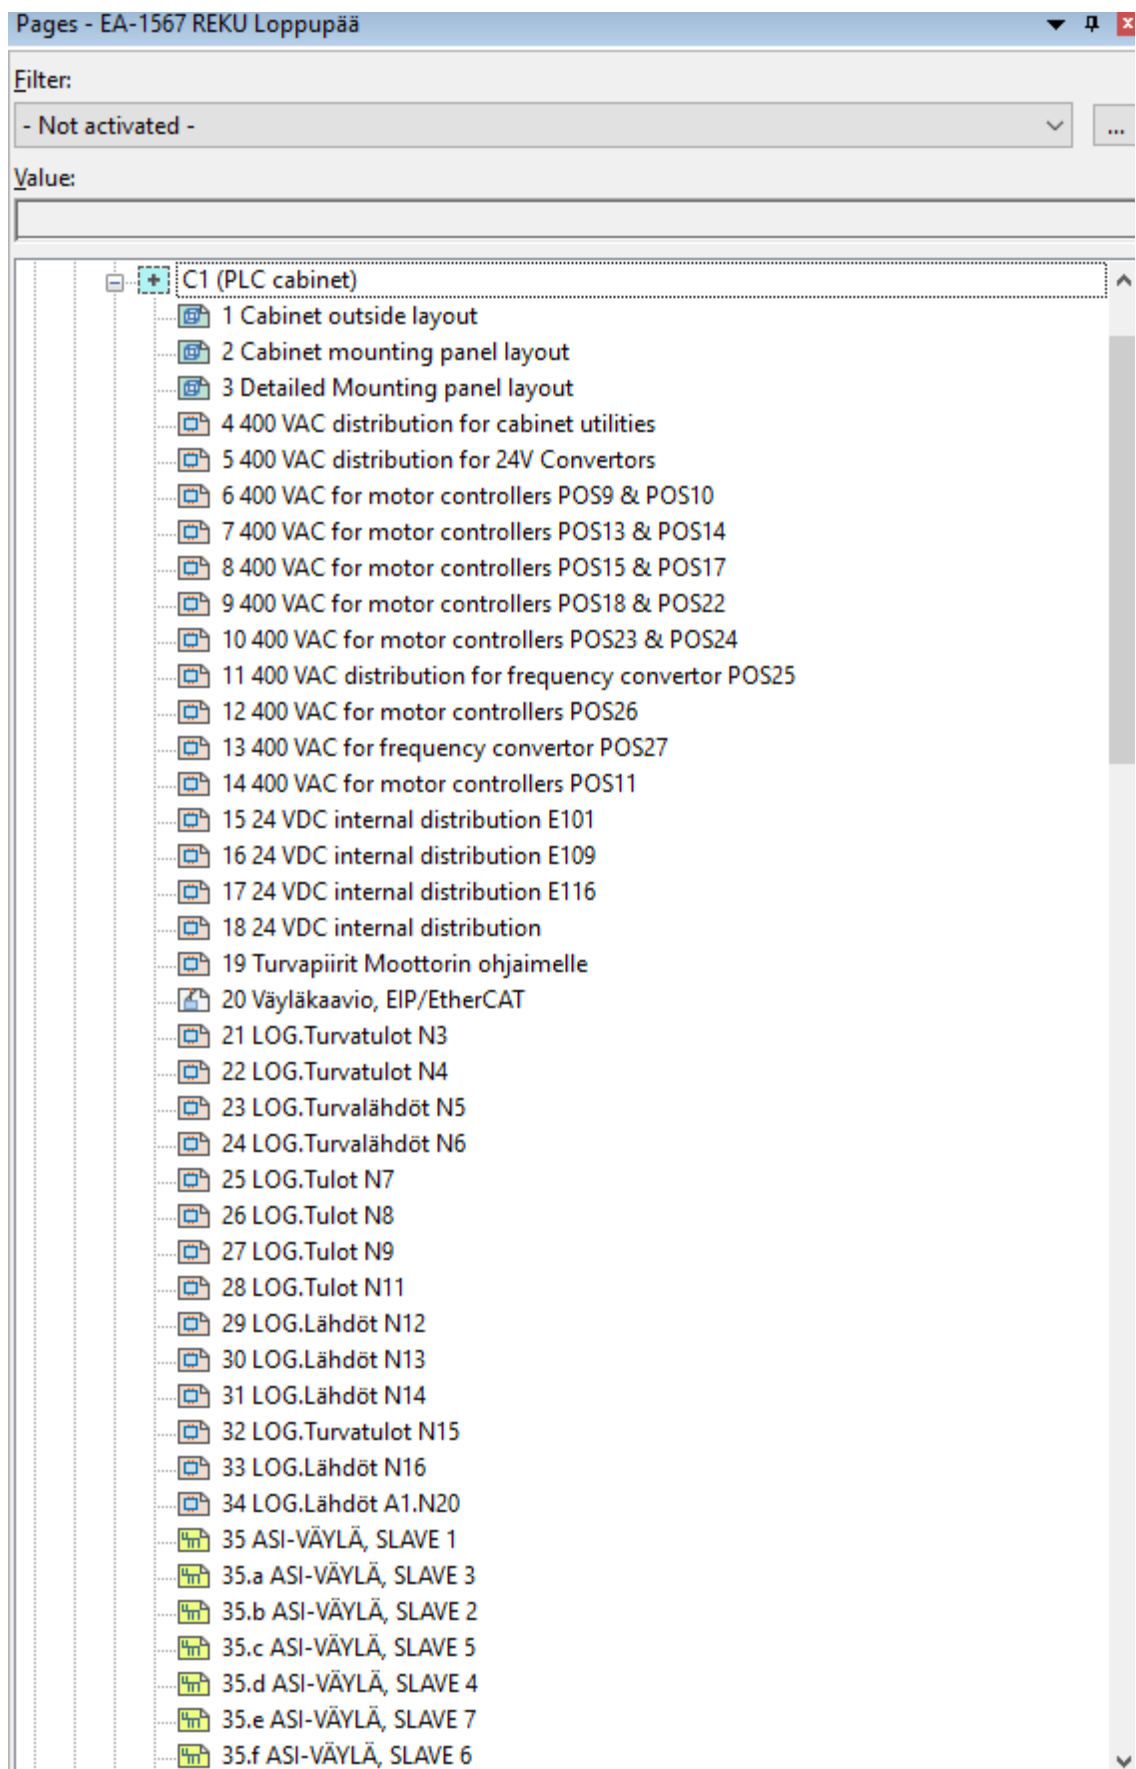 Pages - EA-1567 REKU Loppupää
Filter:
- Not activated -
...
Value:
C1 (PLC cabinet)
1 Cabinet outside layout
2 Cabinet mounting panel layout
3 Detailed Mounting panel layout
4 400 VAC distribution for cabinet utilities
5 400 VAC distribution for 24V Convertors
6 400 VAC for motor controllers POS9 & POS10
7 400 VAC for motor controllers POS13 & POS14
8 400 VAC for motor controllers POS15 & POS17
9 400 VAC for motor controllers POS18 & POS22
10 400 VAC for motor controllers POS23 & POS24
11 400 VAC distribution for frequency convertor POS25
12 400 VAC for motor controllers POS26
13 400 VAC for frequency convertor POS27
14 400 VAC for motor controllers POS11
15 24 VDC internal distribution E101
16 24 VDC internal distribution E109
17 24 VDC internal distribution E116
18 24 VDC internal distribution
19 Turvapiirit Moottorin ohjaimelle
20 Väyläkaavio, EIP/EtherCAT
21 LOG.Turvatulot N3
22 LOG.Turvatulot N4
23 LOG.Turvalähdöt N5
24 LOG.Turvalähdöt N6
25 LOG.Tulot N7
26 LOG.Tulot N8
27 LOG.Tulot N9
28 LOG.Tulot N11
29 LOG.Lähdöt N12
30 LOG.Lähdöt N13
31 LOG.Lähdöt N14
32 LOG.Turvatulot N15
33 LOG.Lähdöt N16
34 LOG.Lähdöt A1.N20
35 ASI-VÄYLÄ, SLAVE 1
35.a ASI-VÄYLÄ, SLAVE 3
35.b ASI-VÄYLÄ, SLAVE 2
35.c ASI-VÄYLÄ, SLAVE 5
35.d ASI-VÄYLÄ, SLAVE 4
35.e ASI-VÄYLÄ, SLAVE 7
35.f ASI-VÄYLÄ, SLAVE 6